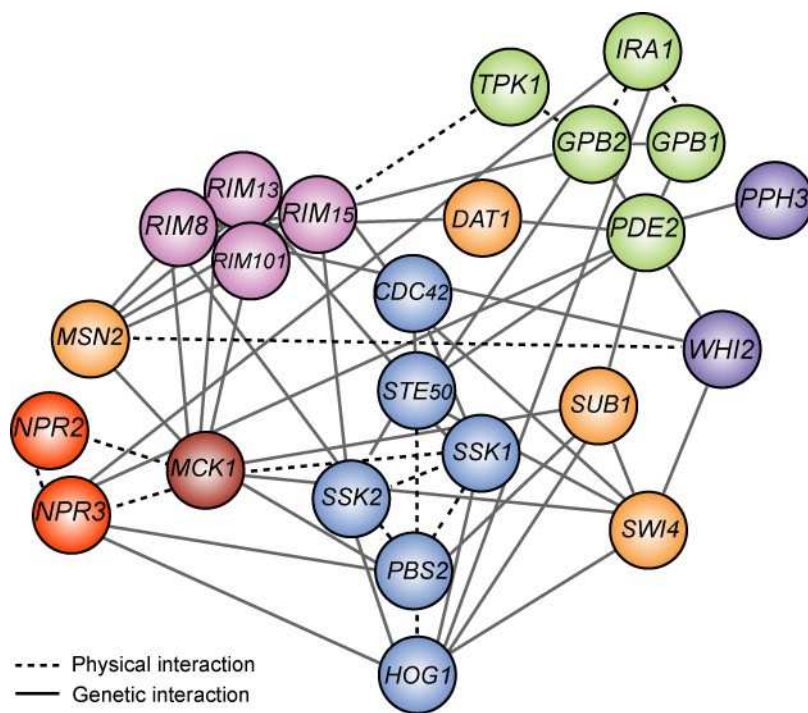 IRA1
TPK1
GPB2
GPB1
RIM13
PPH3
RIM8
RIM15
DAT1
PDE2
RIM101
CDC42
MSN2
WHI2
STE50
SUB1
NPR2
SSK1
MCK1
SSK2
NPR3
SWI4
PBS2
Physical interaction
HOG1
Genetic interaction